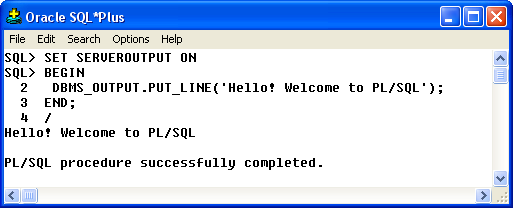 Oracle SQL*Plus
File Edit Search Options Help
SQL> SET SERVEROUTPUT ON
SQL> BEGIN
  2   DBMS_OUTPUT.PUT_LINE('Hello! Welcome to PL/SQL');
  3  END;
  4  /
Hello! Welcome to PL/SQL

PL/SQL procedure successfully completed.